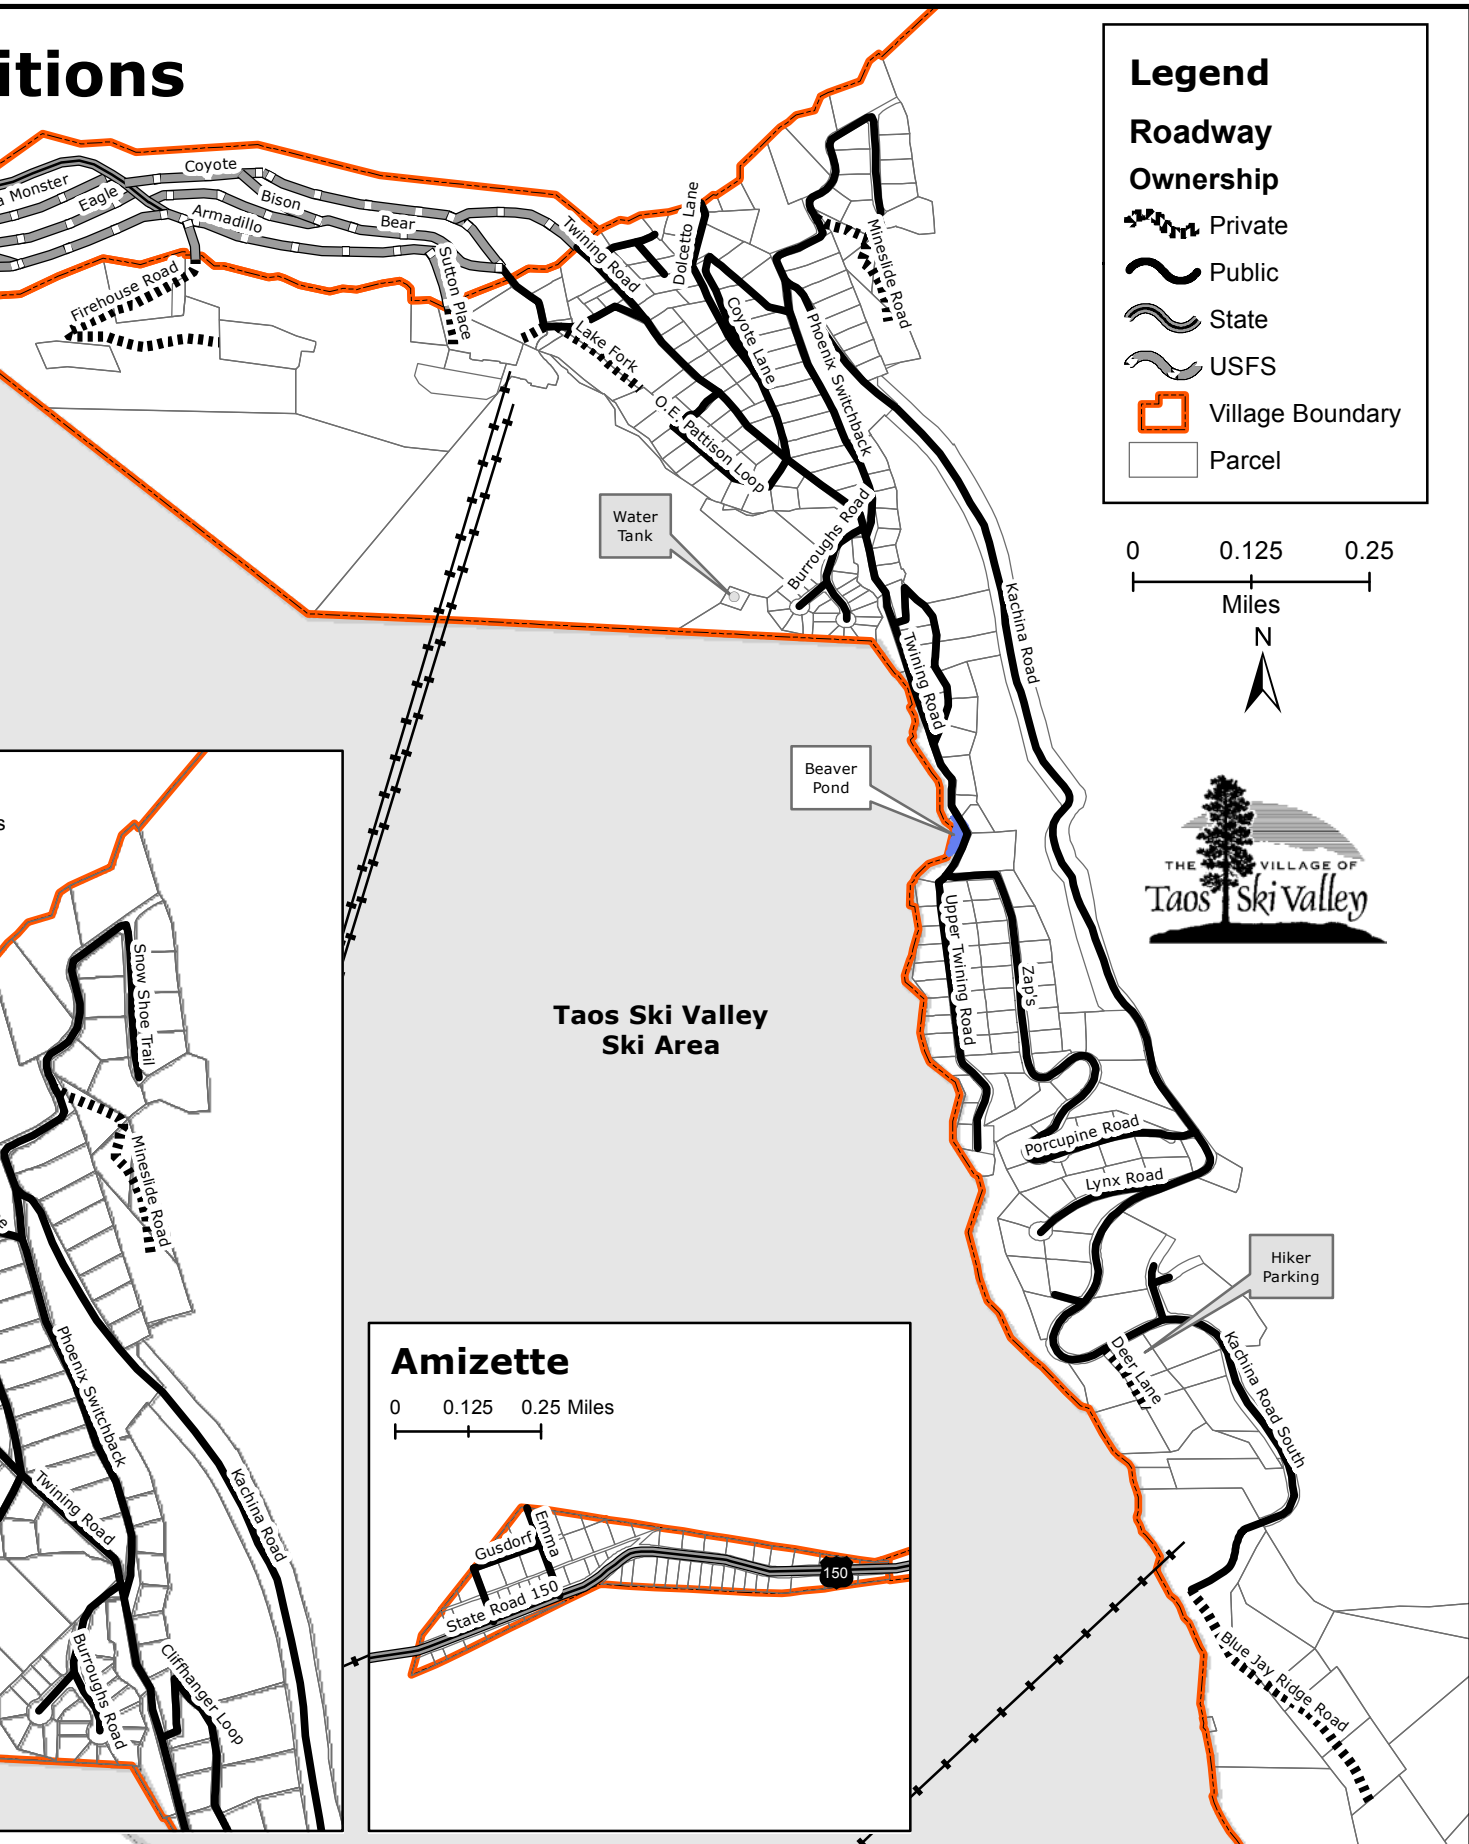 itions
Legend
Roadway
Ownership
Private
Public
State
USFS
Village Boundary
Parcel
0 0.125 0.25
Miles
N
THE VILLAGE OF
Taos Ski Valley
a Monster
Eagle
Coyote
Bison
Armadillo
Bear
Firehouse Road
Sutton Place
Twining Road
Dolcetto Lane
Mineslide Road
Lake Fork
Coyote Lane
Phoenix Switchback
O.E. Pattison Loop
Water
Tank
Burroughs Road
Kachina Road
Twining Road
Beaver
Pond
Upper Twining Road
Zap's
Taos Ski Valley
Ski Area
Porcupine Road
Lynx Road
Hiker
Parking
Deer Lane
Kachina Road South
Blue Jay Ridge Road
s
Snow Shoe Trail
Mineslide Road
e
Phoenix Switchback
Twining Road
Kachina Road
Burroughs Road
Cliffhanger Loop
Amizette
0 0.125 0.25 Miles
Gusdorf
Emma
State Road 150
150